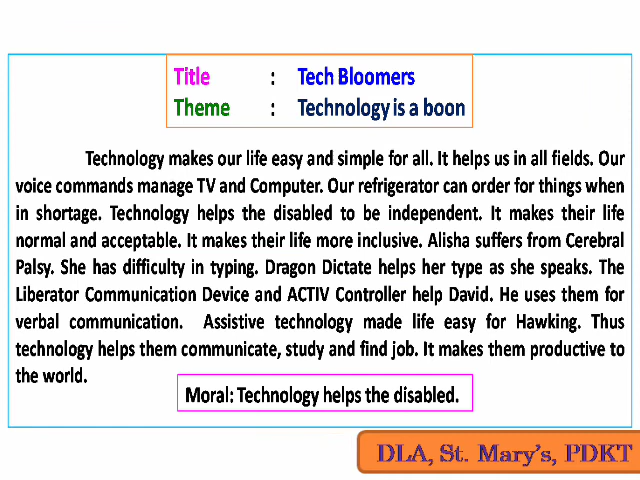 Title : Tech Bloomers
Theme : Technology is a boon
Technology makes our life easy and simple for all. It helps us in all fields. Our
voice commands manage TV and Computer. Our refrigerator can order for things when
in shortage. Technology helps the disabled to be independent. It makes their life
normal and acceptable. It makes their life more inclusive. Alisha suffers from Cerebral
Palsy. She has difficulty in typing. Dragon Dictate helps her type as she speaks. The
Liberator Communication Device and ACTIV Controller help David. He uses them for
verbal communication. Assistive technology made life easy for Hawking. Thus
technology helps them communicate, study and find job. It makes them productive to
the world.
Moral: Technology helps the disabled.
DLA, St. Mary's, PDKT